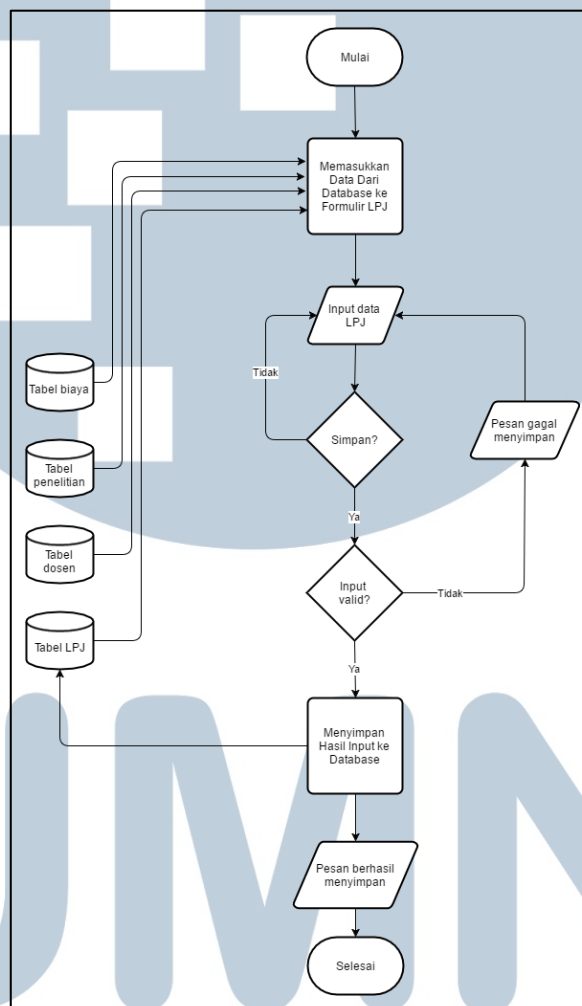 Mulai
Memasukkan
Data Dari
Database ke
Formulir LPJ
Input data
LPJ
Tidak
Tabel biaya
Simpan?
Pesan gagal
menyimpan
Tabel
penelitian
Ya
Tabel
dosen
Input
valid?
Tidak
Tabel LPJ
Ya
Menyimpan
Hasil Input ke
Database
Pesan berhasil
menyimpan
Selesai
UMN